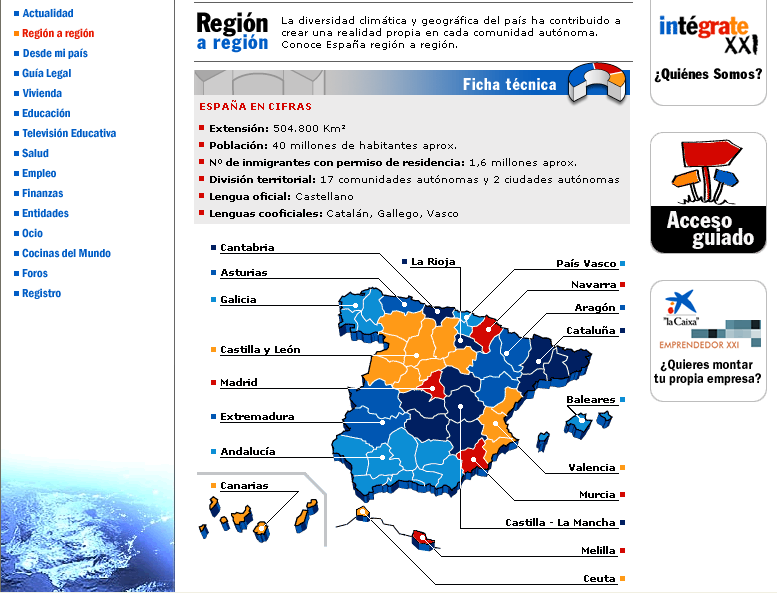 Actualidad
Región a región
Desde mi país
Guía Legal
Vivienda
Educación
Televisión Educativa
Salud
Empleo
Finanzas
Entidades
Ocio
Cocinas del Mundo
Foros
Registro
Región
a región
La diversidad climática y geográfica del país ha contribuido a
crear una realidad propia en cada comunidad autónoma.
Conoce España región a región.
Ficha técnica
ESPAÑA EN CIFRAS
Extensión: 504.800 Km²
Población: 40 millones de habitantes aprox.
Nº de inmigrantes con permiso de residencia: 1,6 millones aprox.
División territorial: 17 comunidades autónomas y 2 ciudades autónomas
Lengua oficial: Castellano
Lenguas cooficiales: Catalán, Gallego, Vasco
Cantabria
Asturias
Galicia
Castilla y León
Madrid
Extremadura
Andalucía
Canarias
La Rioja
País Vasco
Navarra
Aragón
Cataluña
Baleares
Valencia
Murcia
Castilla - La Mancha
Melilla
Ceuta
intégrate
XXI
¿Quiénes Somos?
Acceso
guiado
"la Caixa"
EMPRENDEDOR XXI
¿Quieres montar
tu propia empresa?